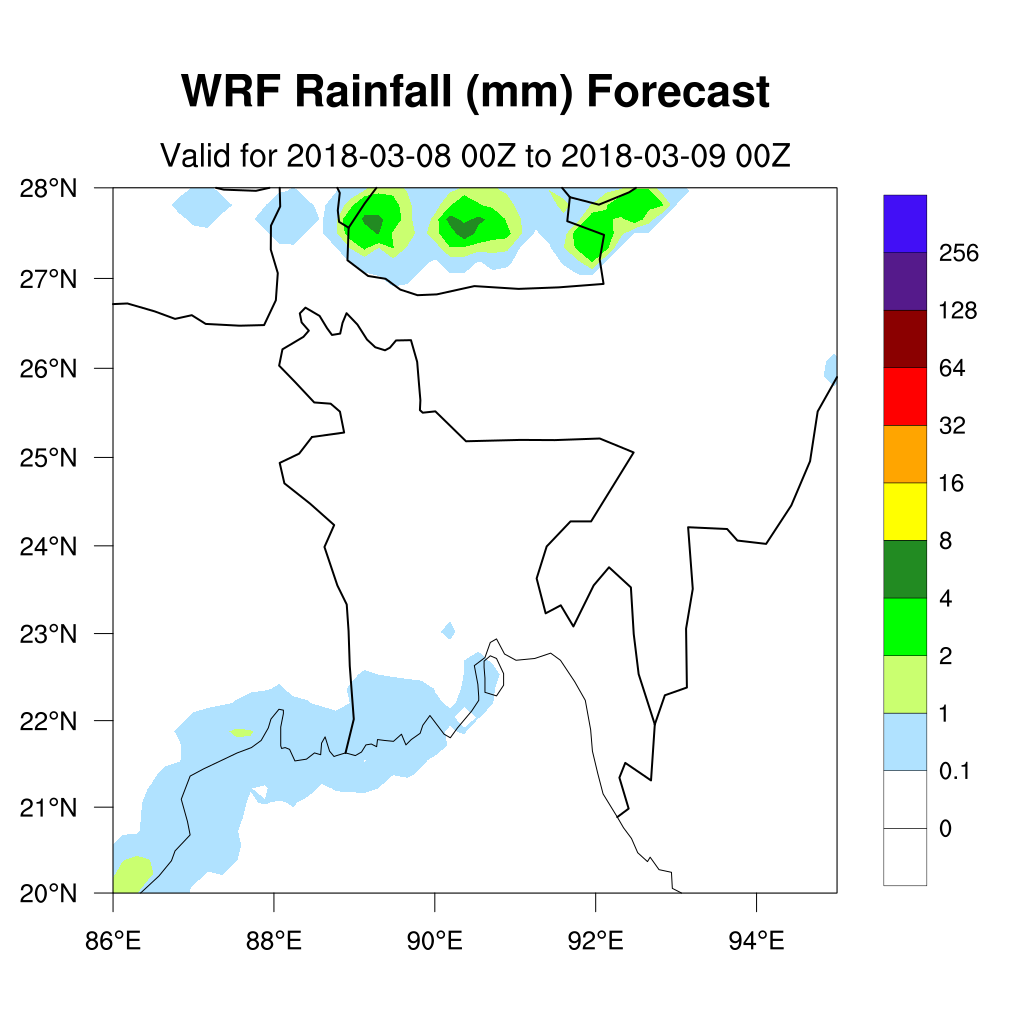 WRF Rainfall (mm) Forecast
Valid for 2018-03-08 00Z to 2018-03-09 00Z
28°N
27°N
26°N
25°N
24°N
23°N
22°N
21°N
20°N
86°E 88°E 90°E 92°E 94°E
256
128
64
32
16
8
4
2
1
0.1
0